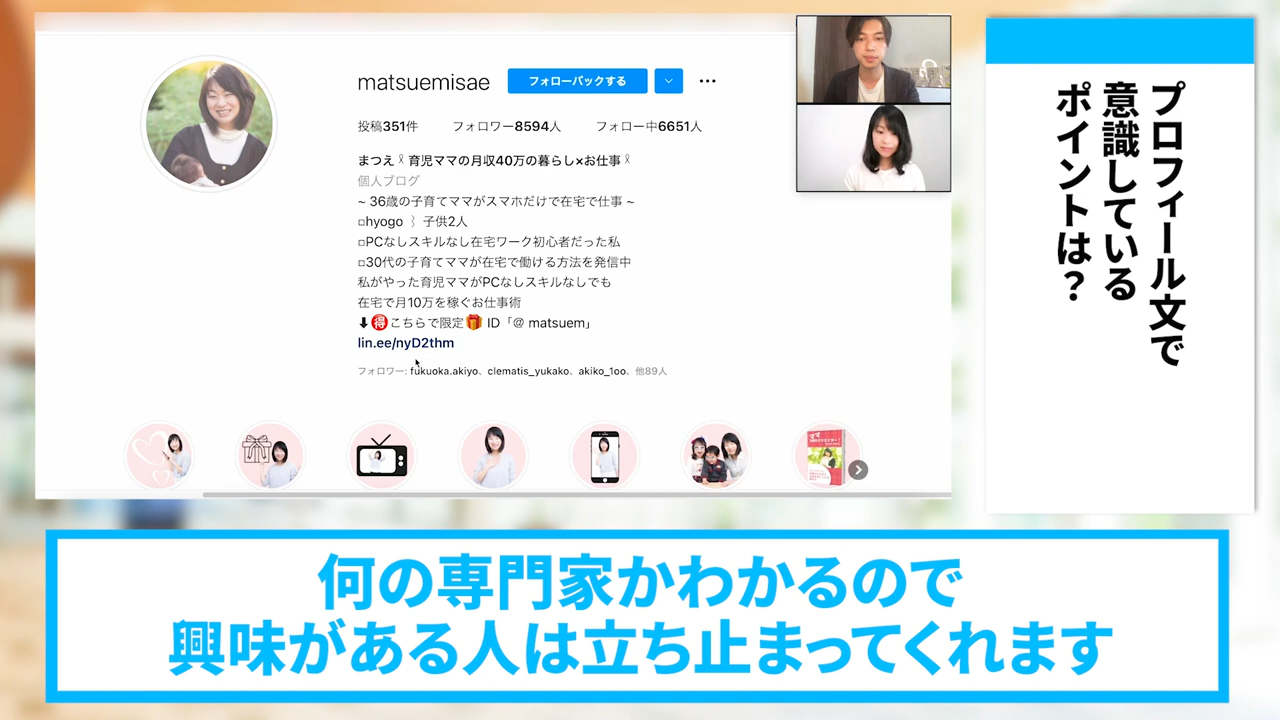 matsuemisae
フォローバックする
投稿351件 フォロワー8594人 フォロー中6651人
まつえ🎗育児ママの月収40万の暮らし×お仕事🎗
個人ブログ
~ 36歳の子育てママがスマホだけで在宅で仕事 ~
▫hyogo ⌇ 子供2人
▫PCなしスキルなし在宅ワーク初心者だった私
▫30代の子育てママが在宅で働ける方法を発信中
私がやった育児ママがPCなしスキルなしでも
在宅で月10万を稼ぐお仕事術
⬇🉐こちらで限定🎁 ID「@ matsuem」
lin.ee/nyD2thm
フォロワー: fukuoka.akiyo、clematis_yukako、akiko_1oo、他89人
プロフィール文で
意識している
ポイントは?
何の専門家かわかるので
興味がある人は立ち止まってくれます